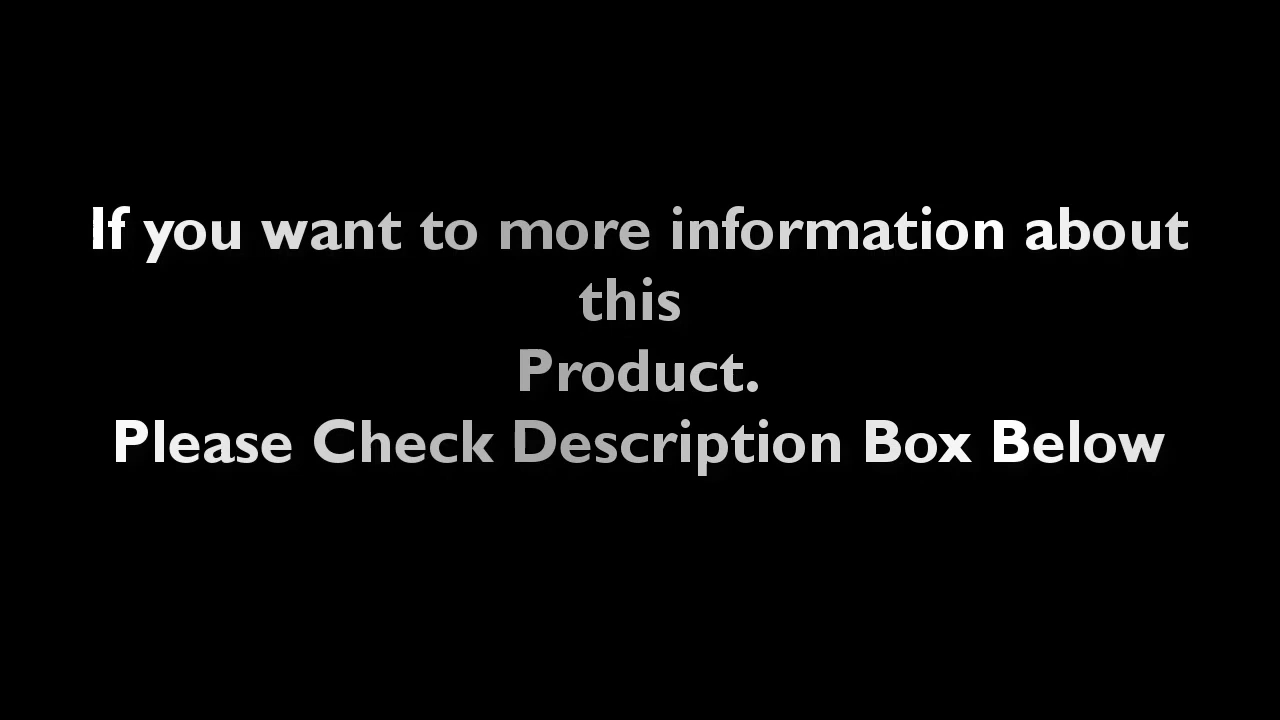 If you want to more information about
this
Product.
Please Check Description Box Below